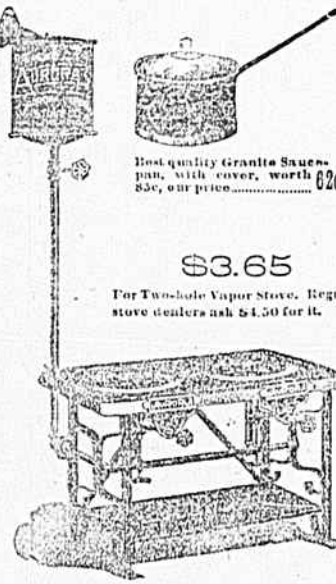 AURORA
Best quality Granite Sauce-
pan, with cover, worth
85c, our price
$3.65
For Two-hole Vapor Stove. Reg
stove dealers ask $4.50 for it.